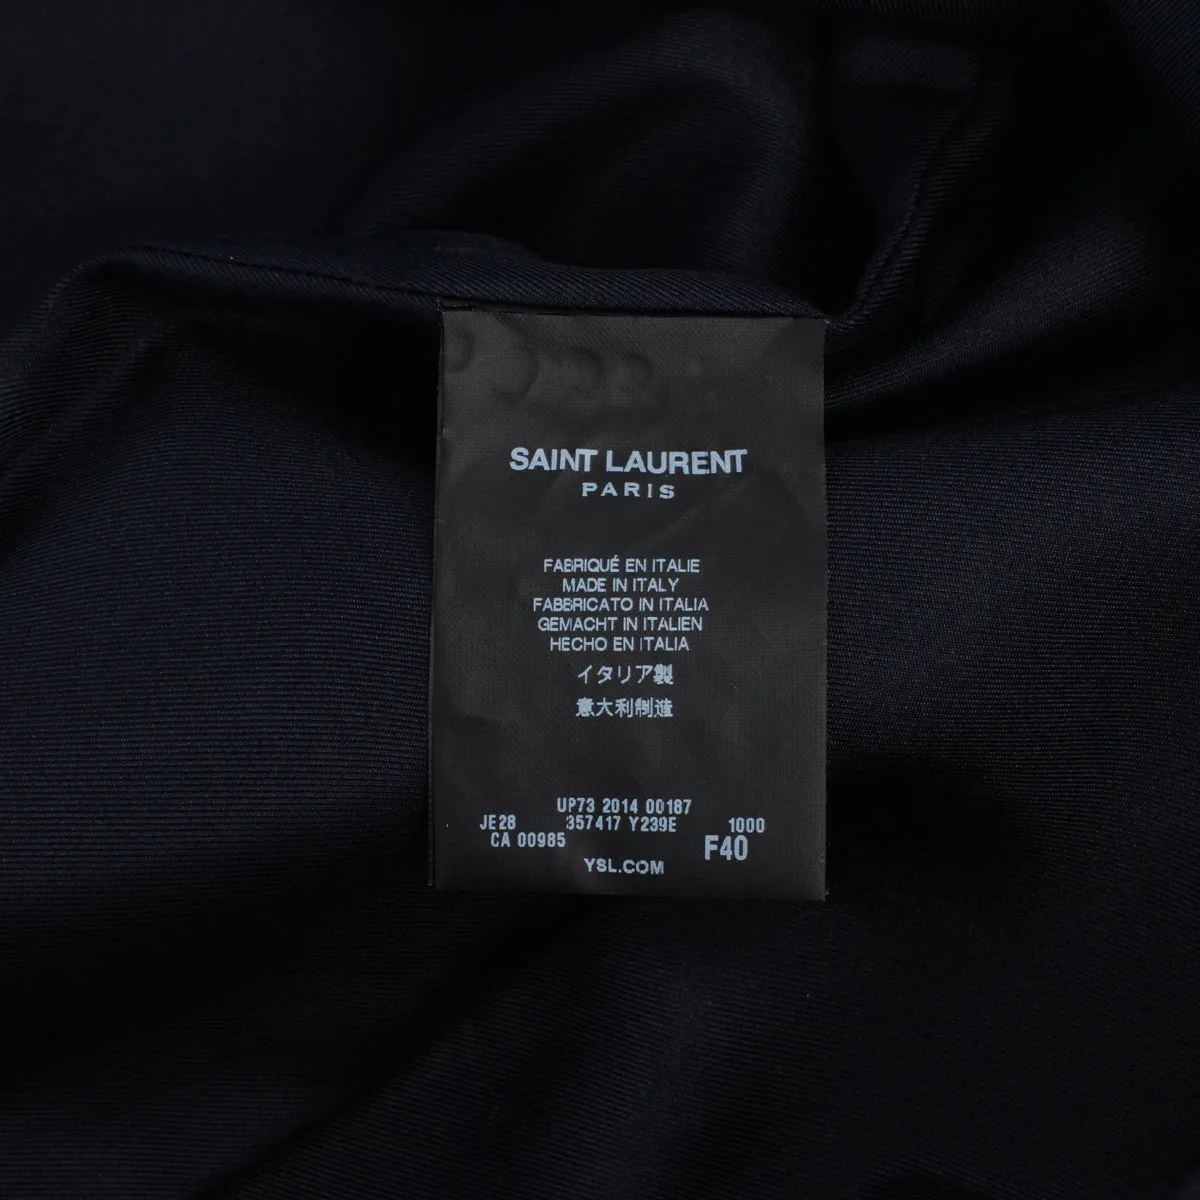 SAINT LAURENT
PARIS
FABRIQUÉ EN ITALIE
MADE IN ITALY
FABBRICATO IN ITALIA
GEMACHT IN ITALIEN
HECHO EN ITALIA
イタリア製
意大利制造
UP73 2014 00187
JE28 357417 Y239E 1000
CA 00985 F40
YSL.COM